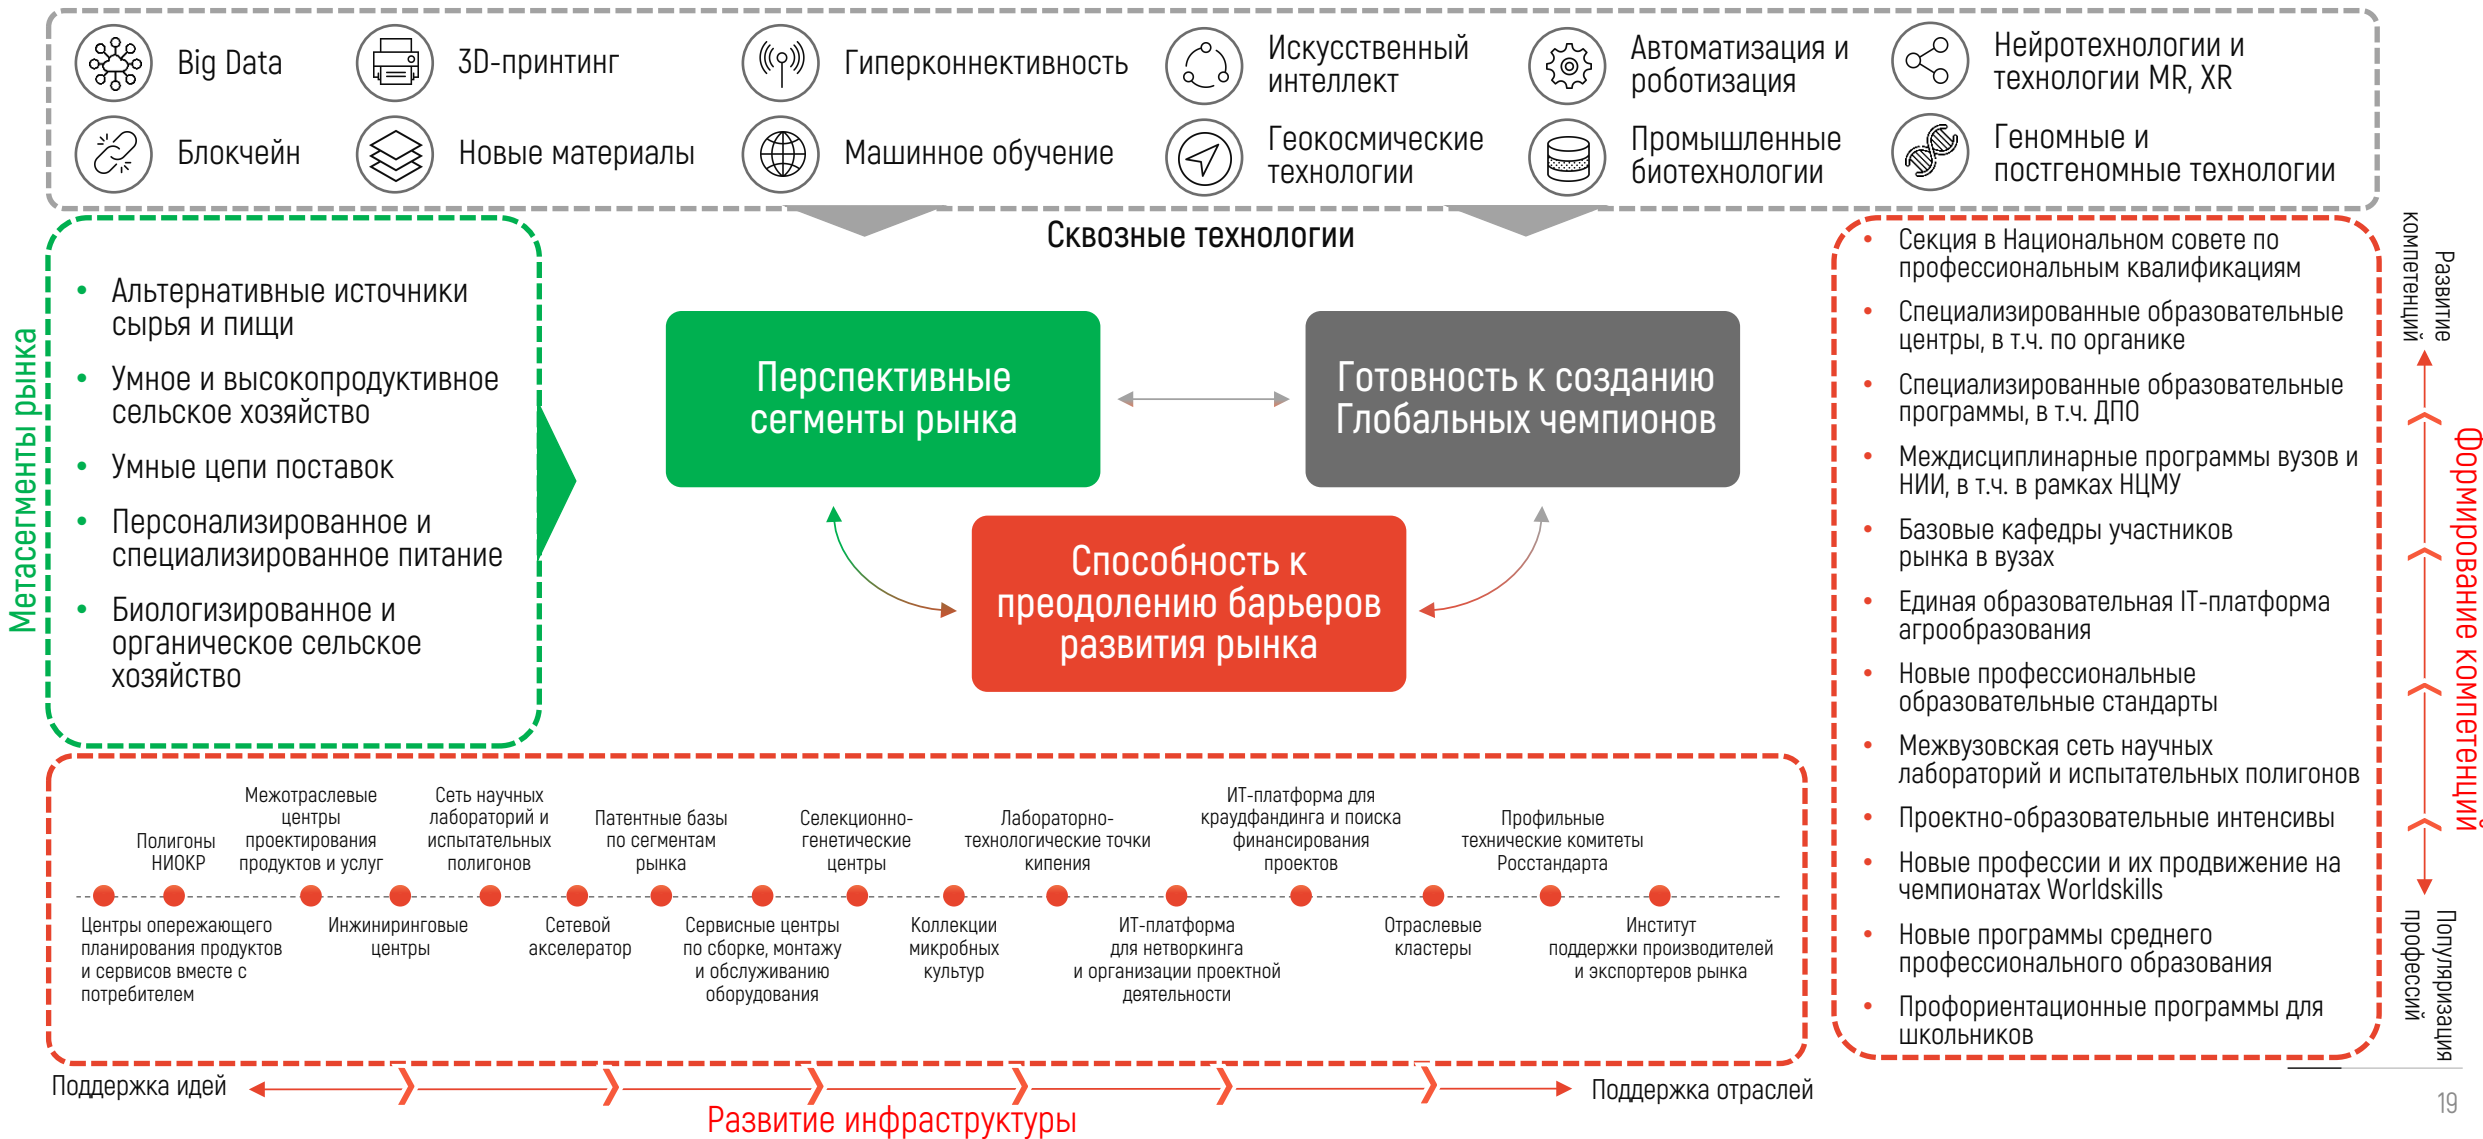 Big Data
3D-принтинг
Гиперконнективность
Искусственный
интеллект
Автоматизация и
роботизация
Нейротехнологии и
технологии MR, XR
Блокчейн
Новые материалы
Машинное обучение
Геокосмические
технологии
Промышленные
биотехнологии
Геномные и
постгеномные технологии
Сквозные технологии
Метасегменты рынка
• Альтернативные источники
сырья и пищи
• Умное и высокопродуктивное
сельское хозяйство
• Умные цепи поставок
• Персонализированное и
специализированное питание
• Биологизированное и
органическое сельское
хозяйство
Перспективные
сегменты рынка
Готовность к созданию
Глобальных чемпионов
Способность к
преодолению барьеров
развития рынка
• Секция в Национальном совете по
профессиональным квалификациям
• Специализированные образовательные
центры, в т.ч. по органике
• Специализированные образовательные
программы, в т.ч. ДПО
• Междисциплинарные программы вузов и
НИИ, в т.ч. в рамках НЦМУ
• Базовые кафедры участников
рынка в вузах
• Единая образовательная IT-платформа
агрообразования
• Новые профессиональные
образовательные стандарты
• Межвузовская сеть научных
лабораторий и испытательных полигонов
• Проектно-образовательные интенсивы
• Новые профессии и их продвижение на
чемпионатах Worldskills
• Новые программы среднего
профессионального образования
• Профориентационные программы для
школьников
Развитие
компетенций
Формирование компетенций
Популяризация
профессий
Полигоны
НИОКР
Межотраслевые
центры
проектирования
продуктов и услуг
Сеть научных
лабораторий и
испытательных
полигонов
Патентные базы
по сегментам
рынка
Селекционно-
генетические
центры
Лабораторно-
технологические точки
кипения
ИТ-платформа для
краудфандинга и поиска
финансирования
проектов
Профильные
технические комитеты
Росстандарта
Центры опережающего
планирования продуктов
и сервисов вместе с
потребителем
Инжиниринговые
центры
Сетевой
акселератор
Сервисные центры
по сборке, монтажу
и обслуживанию
оборудования
Коллекции
микробных
культур
ИТ-платформа
для нетворкинга
и организации проектной
деятельности
Отраслевые
кластеры
Институт
поддержки производителей
и экспортеров рынка
Поддержка идей
Поддержка отраслей
Развитие инфраструктуры
19